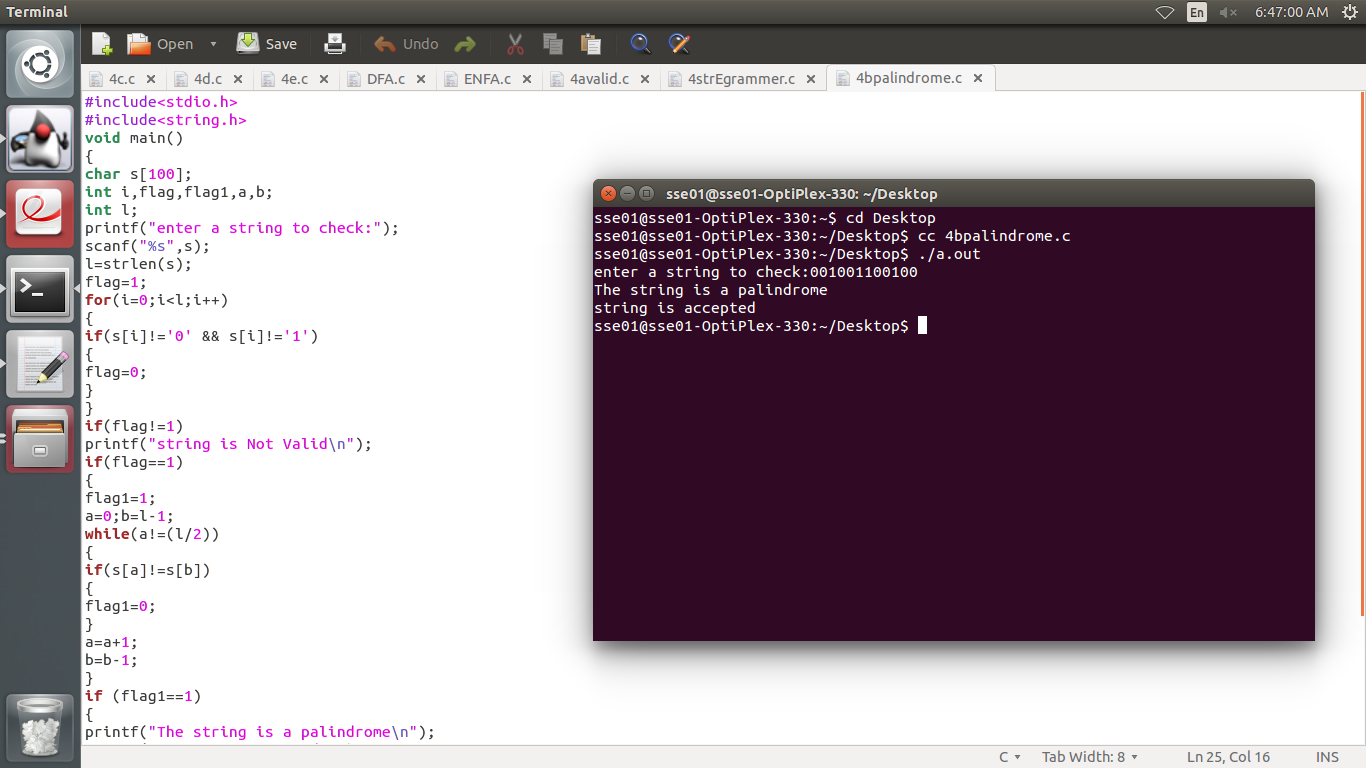 Terminal
En
6:47:00 AM
Open
Save
Undo
4c.c
4d.c
4e.c
DFA.c
ENFA.c
4avalid.c
4strEgrammer.c
4bpalindrome.c
#include<stdio.h>
#include<string.h>
void main()
{
char s[100];
int i,flag,flag1,a,b;
int l;
printf("enter a string to check:");
scanf("%s",s);
l=strlen(s);
flag=1;
for(i=0;i<l;i++)
{
if(s[i]!='0' && s[i]!='1')
{
flag=0;
}
}
if(flag!=1)
printf("string is Not Valid\n");
if(flag==1)
{
flag1=1;
a=0;b=l-1;
while(a!=(l/2))
{
if(s[a]!=s[b])
{
flag1=0;
}
a=a+1;
b=b-1;
}
if (flag1==1)
{
printf("The string is a palindrome\n");
sse01@sse01-OptiPlex-330: ~/Desktop
sse01@sse01-OptiPlex-330:~$ cd Desktop
sse01@sse01-OptiPlex-330:~/Desktop$ cc 4bpalindrome.c
sse01@sse01-OptiPlex-330:~/Desktop$ ./a.out
enter a string to check:001001100100
The string is a palindrome
string is accepted
sse01@sse01-OptiPlex-330:~/Desktop$
C
Tab Width: 8
Ln 25, Col 16
INS